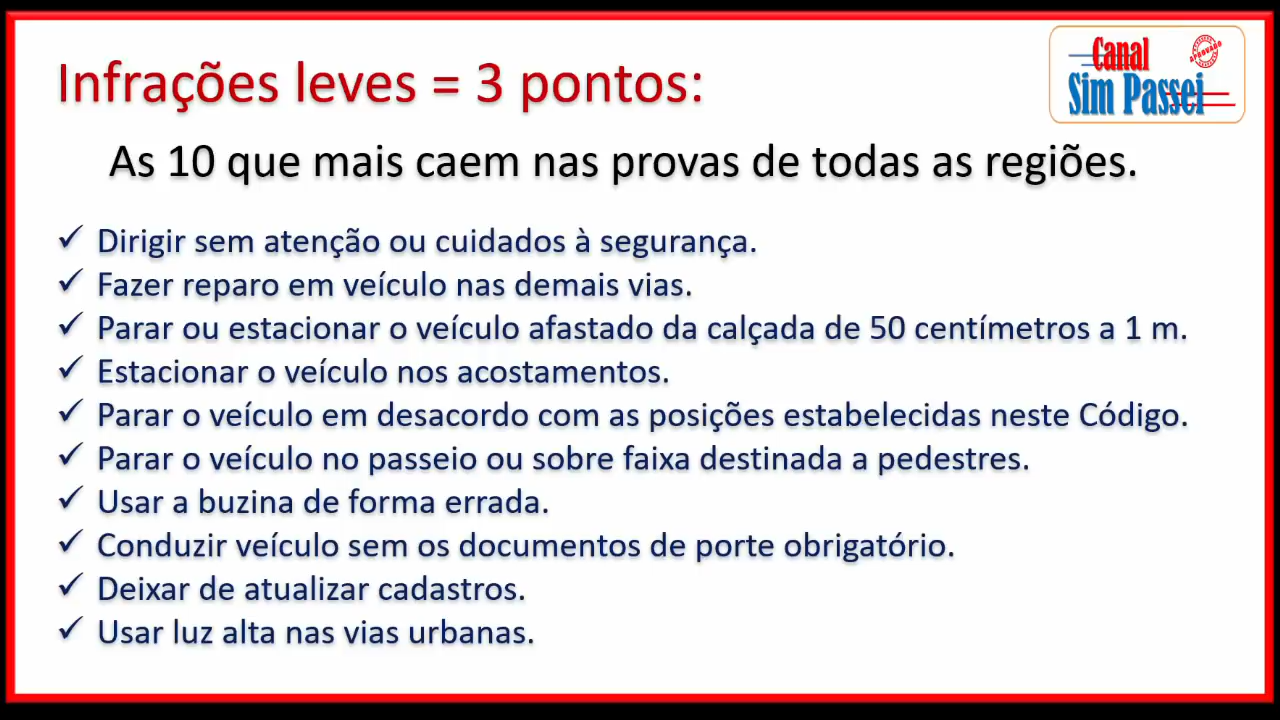 Canal
APROVADO
Sim Passei
Infrações leves = 3 pontos:
As 10 que mais caem nas provas de todas as regiões.
✓ Dirigir sem atenção ou cuidados à segurança.
✓ Fazer reparo em veículo nas demais vias.
✓ Parar ou estacionar o veículo afastado da calçada de 50 centímetros a 1 m.
✓ Estacionar o veículo nos acostamentos.
✓ Parar o veículo em desacordo com as posições estabelecidas neste Código.
✓ Parar o veículo no passeio ou sobre faixa destinada a pedestres.
✓ Usar a buzina de forma errada.
✓ Conduzir veículo sem os documentos de porte obrigatório.
✓ Deixar de atualizar cadastros.
✓ Usar luz alta nas vias urbanas.